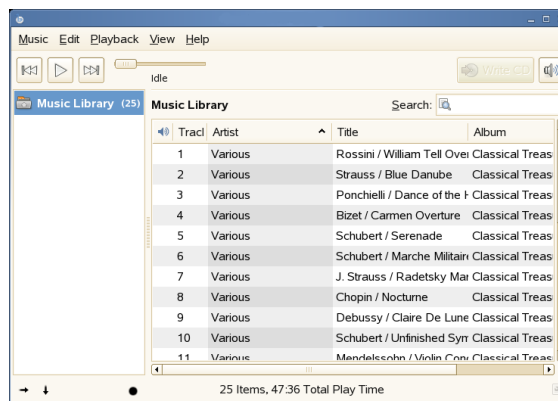 Music Edit Playback View Help
Idle
Write CD
Music Library (25)
Music Library
Search:
Tracl Artist Title Album
1 Various Rossini / William Tell Over Classical Treas
2 Various Strauss / Blue Danube Classical Treas
3 Various Ponchielli / Dance of the H Classical Treas
4 Various Bizet / Carmen Overture Classical Treas
5 Various Schubert / Serenade Classical Treas
6 Various Schubert / Marche Militaire Classical Treas
7 Various J. Strauss / Radetsky Mar Classical Treas
8 Various Chopin / Nocturne Classical Treas
9 Various Debussy / Claire De Lune Classical Treas
10 Various Schubert / Unfinished Sym Classical Treas
11 Various Mendelssohn / Violin Con Classical Treas
25 Items, 47:36 Total Play Time